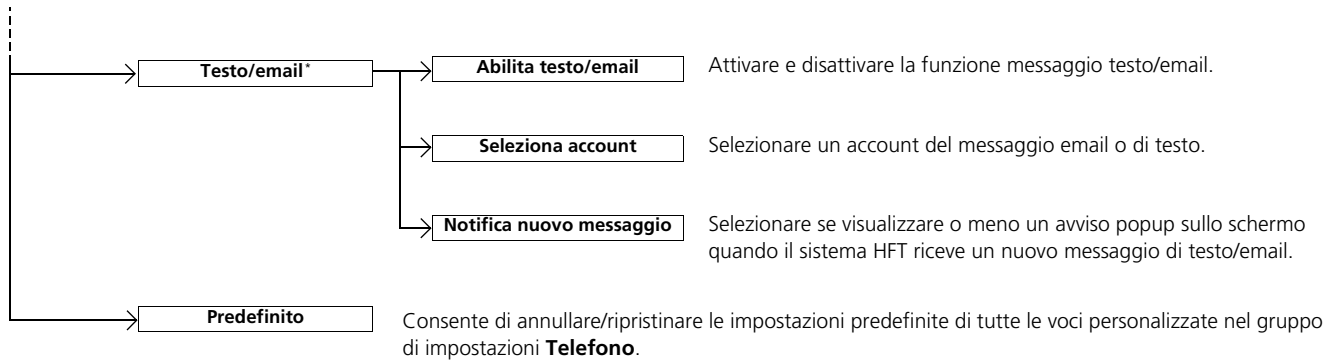 Testo/email*
Abilita testo/email
Attivare e disattivare la funzione messaggio testo/email.
Seleziona account
Selezionare un account del messaggio email o di testo.
Notifica nuovo messaggio
Selezionare se visualizzare o meno un avviso popup sullo schermo
quando il sistema HFT riceve un nuovo messaggio di testo/email.
Predefinito
Consente di annullare/ripristinare le impostazioni predefinite di tutte le voci personalizzate nel gruppo
di impostazioni Telefono.